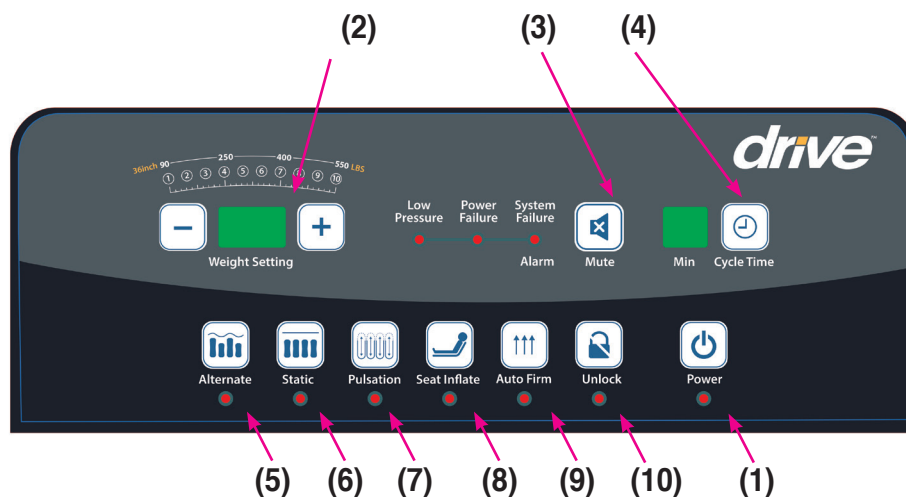 (2) (3) (4)
drive™
36inch 90 250 400 550 LBS
1 2 3 4 5 6 7 8 9 10
− +
Low Pressure
Power Failure
System Failure
Weight Setting
Alarm
Mute
Min
Cycle Time
Alternate
Static
Pulsation
Seat Inflate
Auto Firm
Unlock
Power
(5) (6) (7) (8) (9) (10) (1)